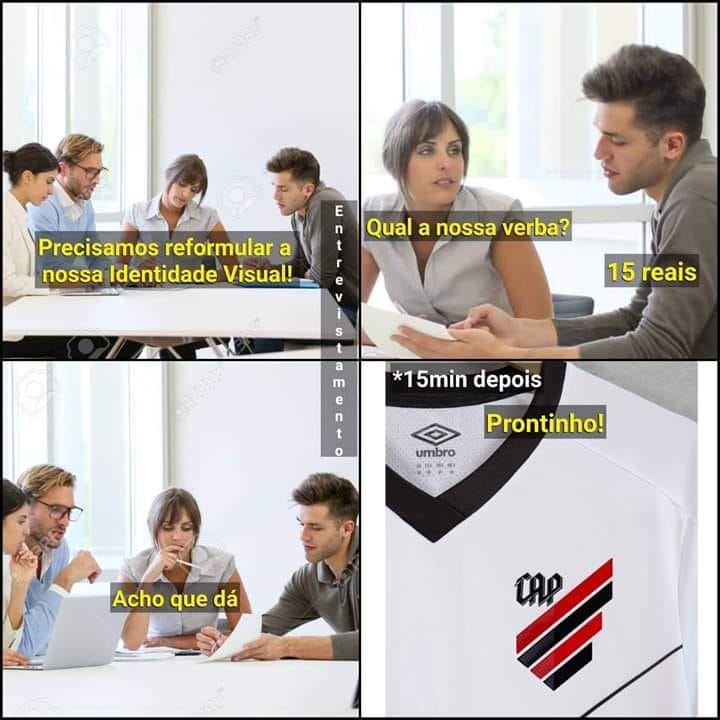 Precisamos reformular a
nossa Identidade Visual!
Qual a nossa verba?
15 reais
Entrevistamento
Acho que dá
*15min depois
Prontinho!
umbro
CAP